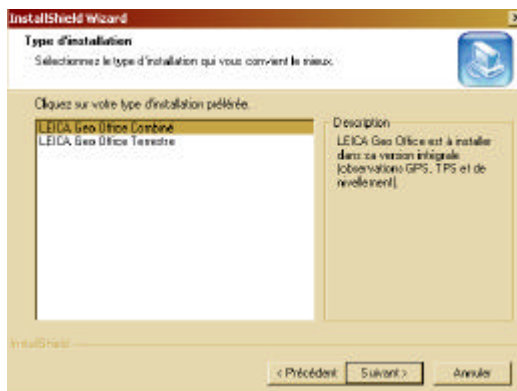 InstallShield Wizard
Type d'installation
Sélectionnez le type d'installation qui vous convient le mieux.
Cliquez sur votre type d'installation préférée.
LEICA Geo Office Combiné
LEICA Geo Office Terrestre
Description
LEICA Geo Office est à installer
dans sa version intégrale
(observations GPS, TPS et de
nivellement).
InstallShield
< Précédent
Suivant >
Annuler